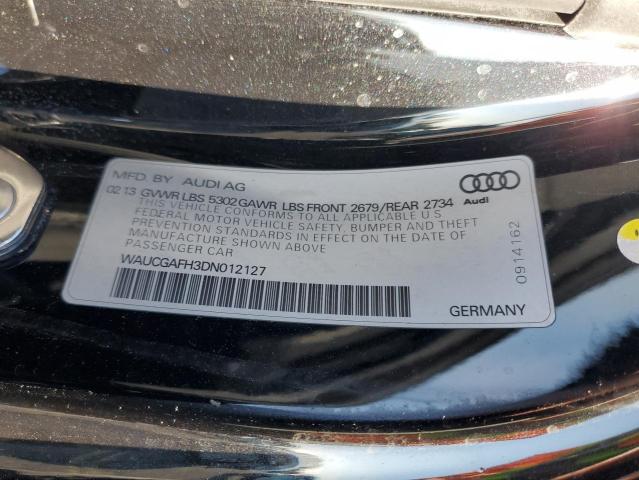 MFD. BY AUDI AG
02 13 GVWR LBS 5302 GAWR LBS FRONT 2679/REAR 2734
THIS VEHICLE CONFORMS TO ALL APPLICABLE U S
FEDERAL MOTOR VEHICLE SAFETY, BUMPER AND THEFT
PREVENTION STANDARDS IN EFFECT ON THE DATE OF
MANUFACTURE SHOWN ABOVE
PASSENGER CAR
WAUCGAFH3DN012127
Audi
0914162
GERMANY